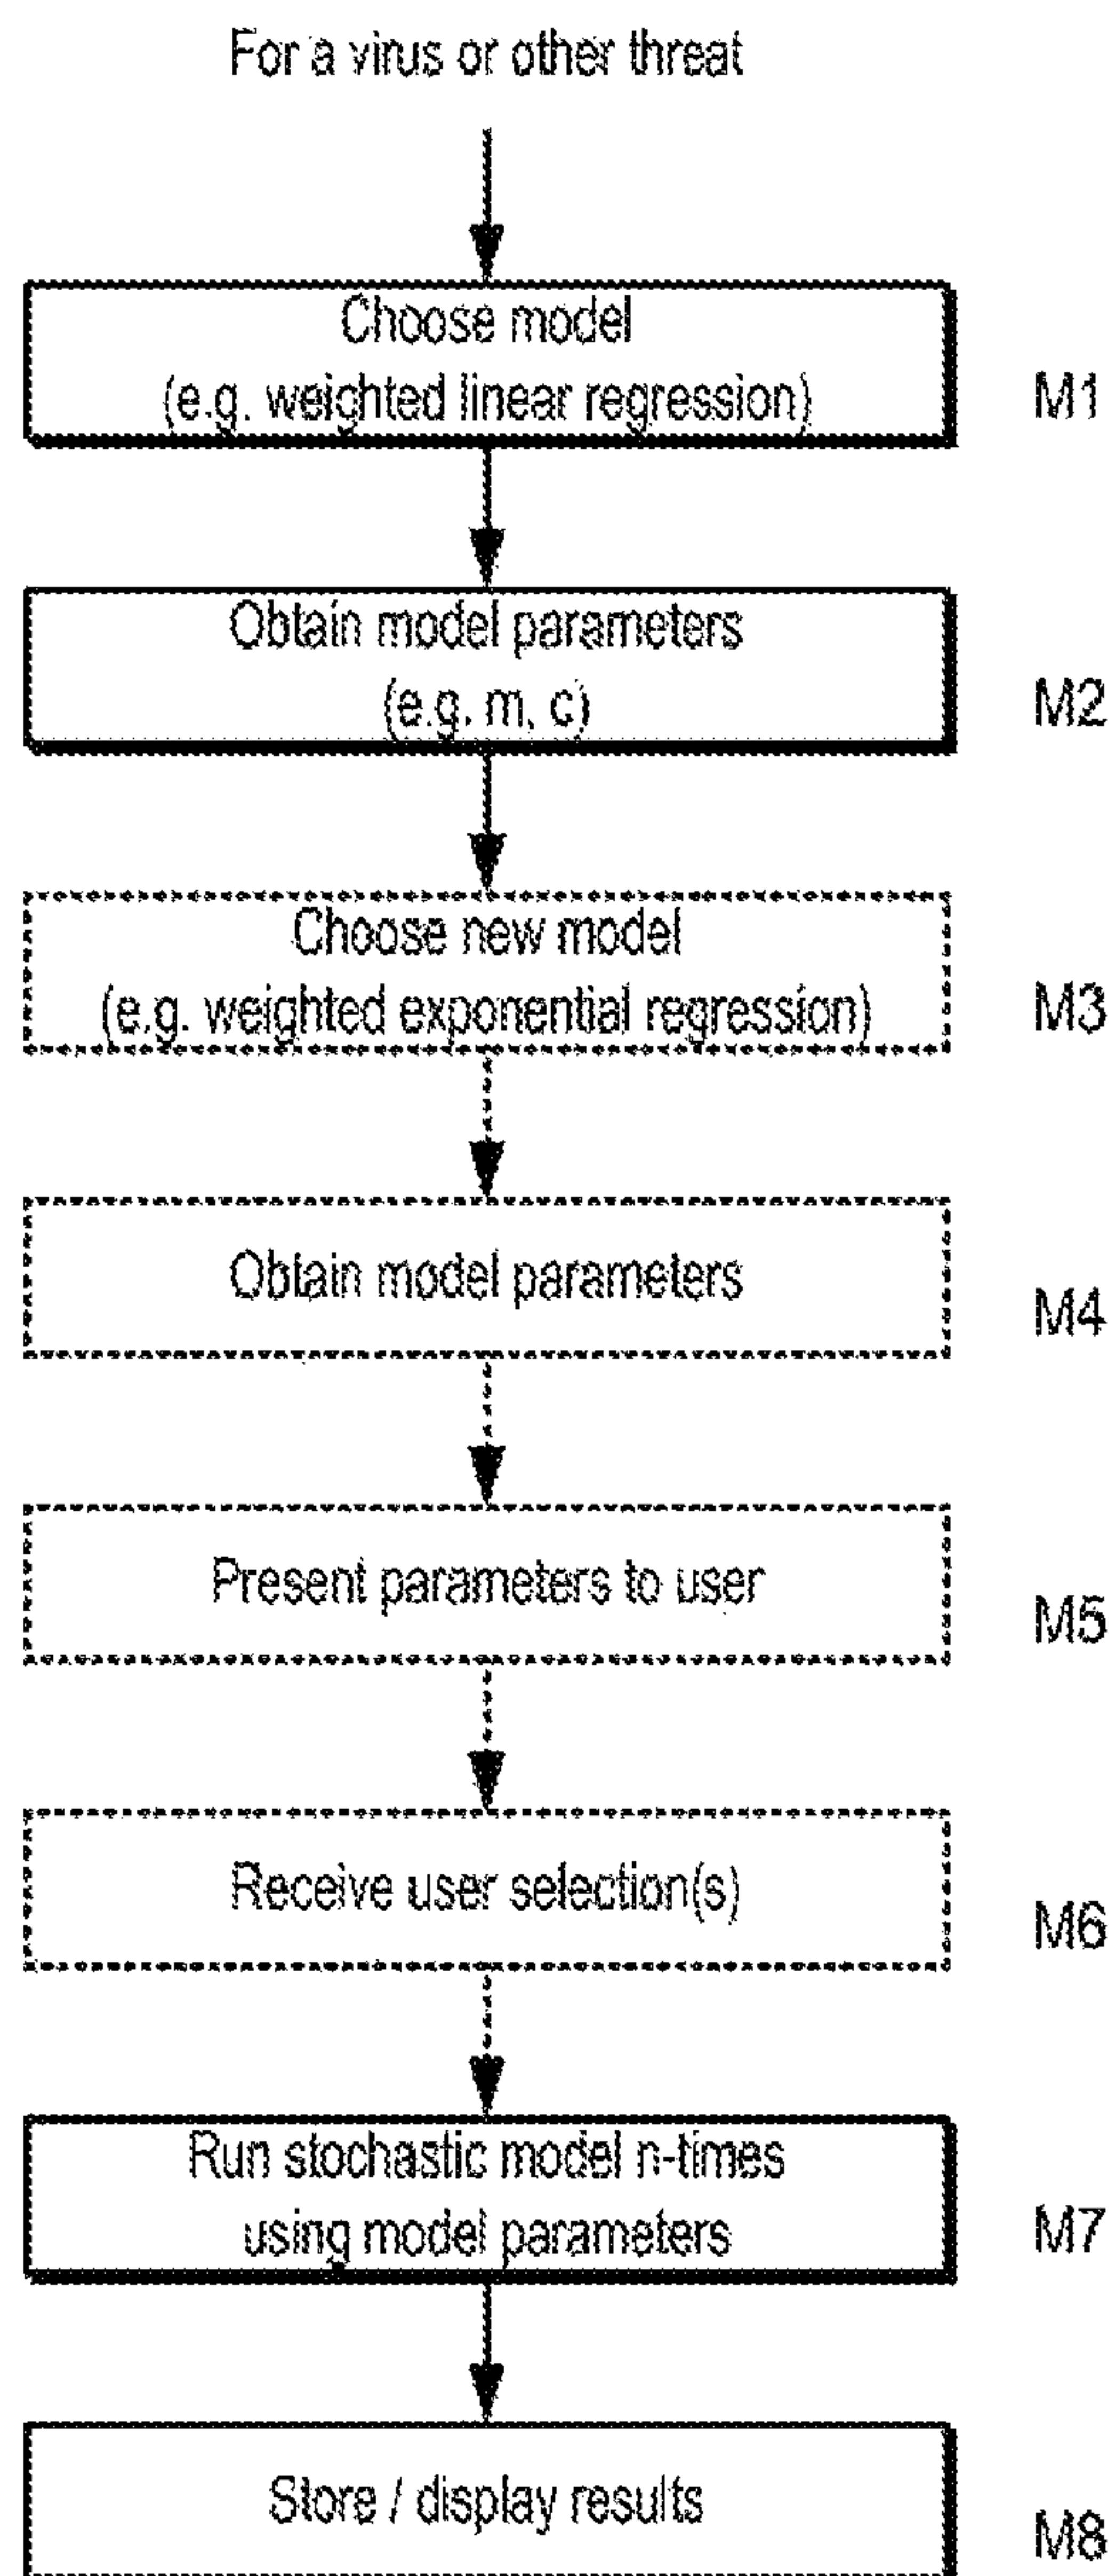 For a virus or other threat
Choose model
(e.g. weighted linear regression)
M1
Obtain model parameters
(e.g. m, c)
M2
Choose new model
(e.g. weighted exponential regression)
M3
Obtain model parameters
M4
Present parameters to user
M5
Receive user selection(s)
M6
Run stochastic model n-times
using model parameters
M7
Store / display results
M8